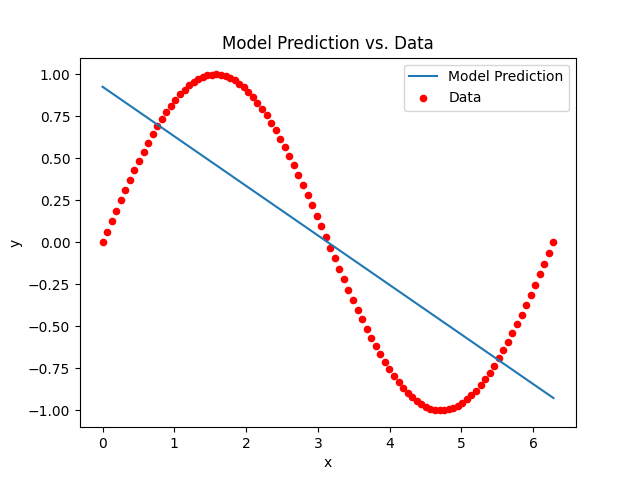 Model Prediction vs. Data
Model Prediction
Data
1.00
0.75
0.50
0.25
0.00
−0.25
−0.50
−0.75
−1.00
y
0 1 2 3 4 5 6
x